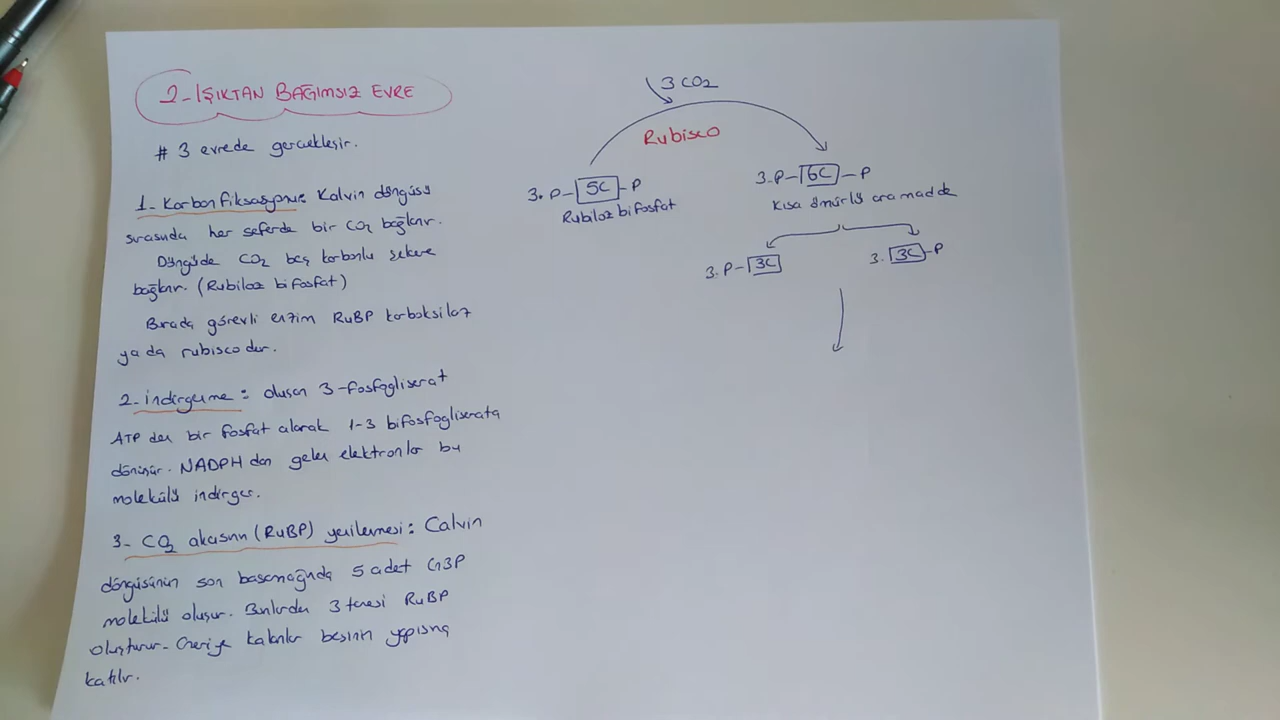 2-IŞIKTAN BAĞIMSIZ EVRE
# 3 evrede gerçekleşir.
1- Karbon fiksasyonu: Kalvin döngüsü
sırasında her seferde bir CO2 bağlanır.
Döngüde CO2 beş karbonlu şekere
bağlanır. (Rubiloz bifosfat)
Burada görevli enzim RuBP karboksilaz
ya da rubiscodur.
2- indirgeme: oluşan 3-fosfogliserat
ATP den bir fosfat alarak 1-3 bifosfogliserata
dönüşür. NADPH dan gelen elektronlar bu
molekülü indirger.
3- CO2 alıcısının (RuBP) yenilenmesi: Calvin
döngüsünün son basamağında 5 adet G3P
molekülü oluşur. Bunlardan 3 tanesi RuBP
oluşturur. Geriye kalanlar besinin yapısına
katılır.
3 CO2
Rubisco
3. P-5C-P
Rubiloz bifosfat
3. P-6C-P
Kısa ömürlü ara madde
3. P-3C
3. 3C-P